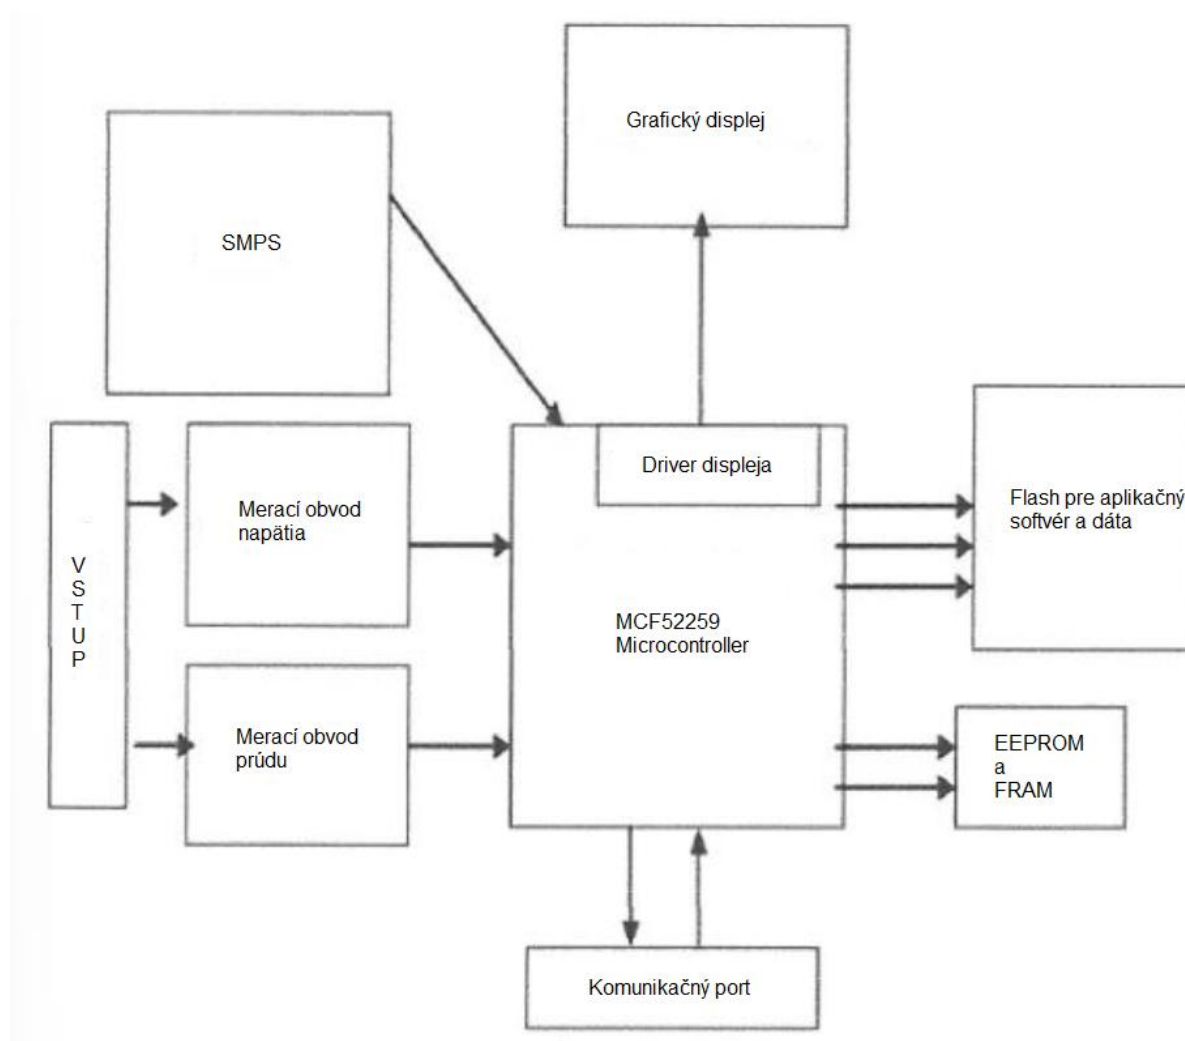 Grafický displej
SMPS
Driver displeja
Merací obvod
napätia
Flash pre aplikačný
softvér a dáta
V
S
T
U
P
MCF52259
Microcontroller
Merací obvod
prúdu
EEPROM
a
FRAM
Komunikačný port